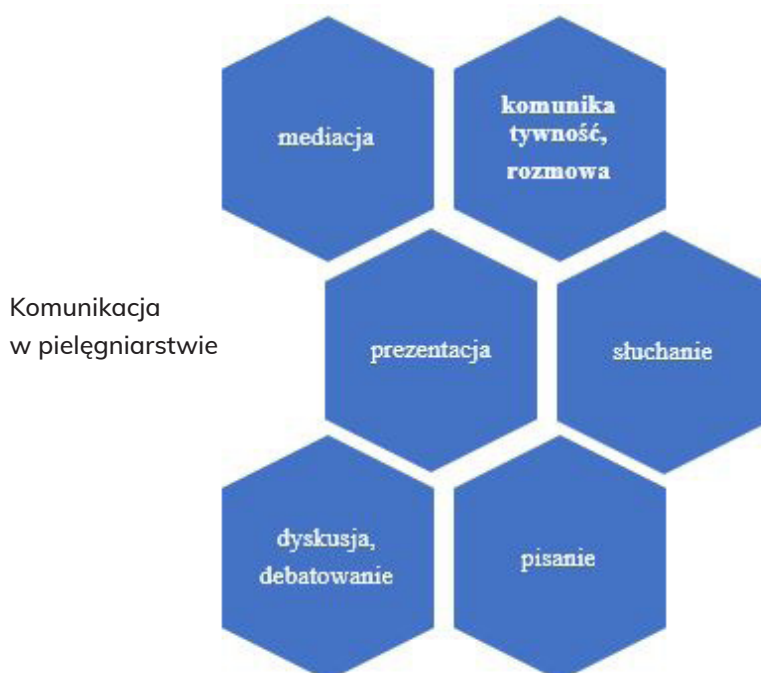 mediacja
komunika
tywność,
rozmowa
Komunikacja
w pielęgniarstwie
prezentacja
słuchanie
dyskusja,
debatowanie
pisanie